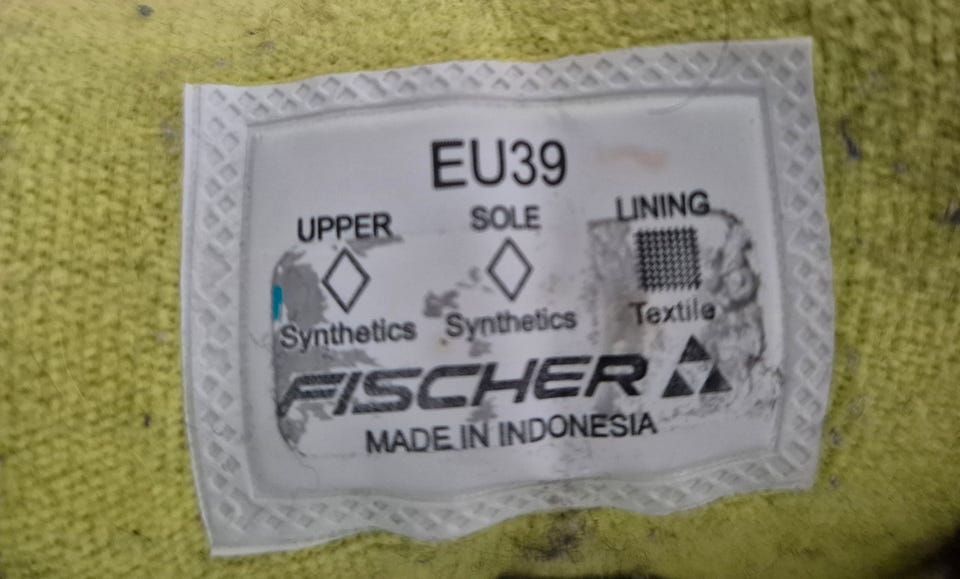 EU39
UPPER SOLE LINING
Synthetics Synthetics Textile
FISCHER
MADE IN INDONESIA